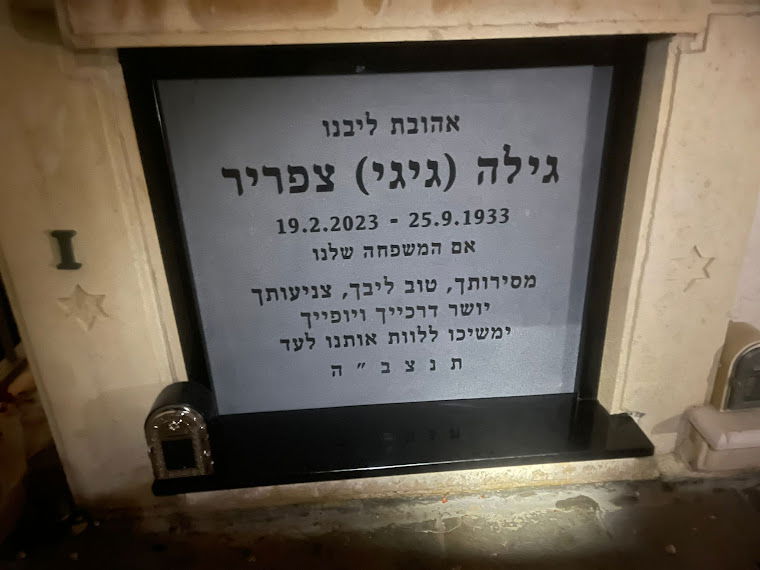 אהובת ליבנו
גילה (גיגי) צפריר
19.2.2023 - 25.9.1933
אם המשפחה שלנו
מסירותך, טוב ליבך, צניעותך
יושר דרכייך ויופייך
ימשיכו ללוות אותנו לעד
ת נ צ ב " ה
I